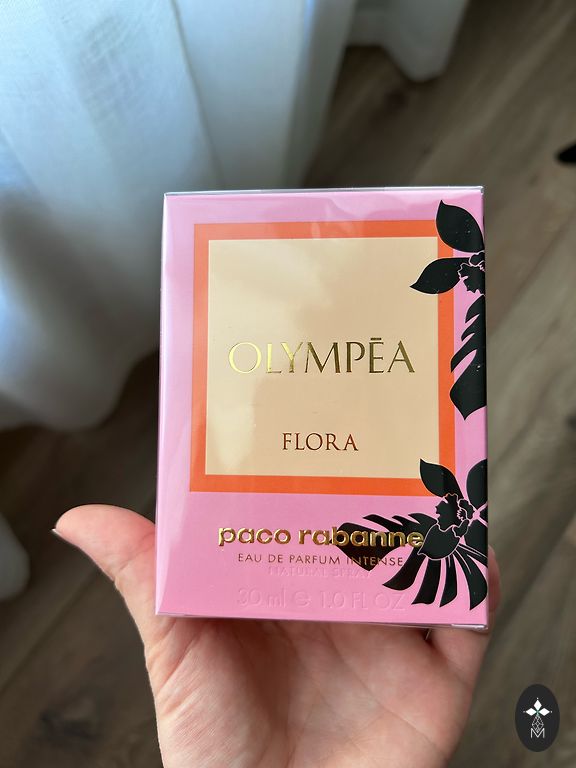 OLYMPĒA
FLORA
paco rabanne
EAU DE PARFUM INTENSE
NATURAL SPRAY
30 ml ℮ 1.0 FL OZ
M